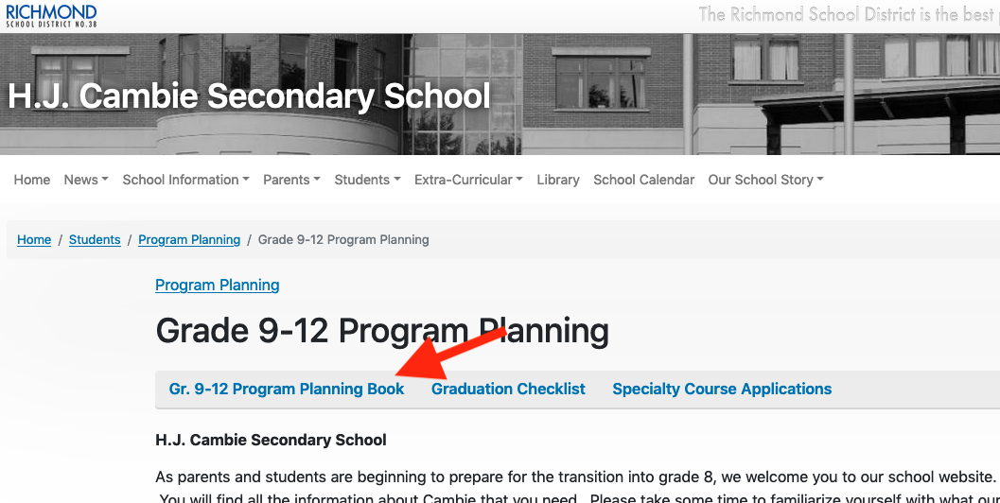 RICHMOND
SCHOOL DISTRICT NO.38
The Richmond School District is the best
H.J. Cambie Secondary School
Home News School Information Parents Students Extra-Curricular Library School Calendar Our School Story
Home / Students / Program Planning / Grade 9-12 Program Planning
Program Planning
Grade 9-12 Program Planning
Gr. 9-12 Program Planning Book Graduation Checklist Specialty Course Applications
H.J. Cambie Secondary School
As parents and students are beginning to prepare for the transition into grade 8, we welcome you to our school website.
You will find all the information about Cambie that you need. Please take some time to familiarize yourself with what